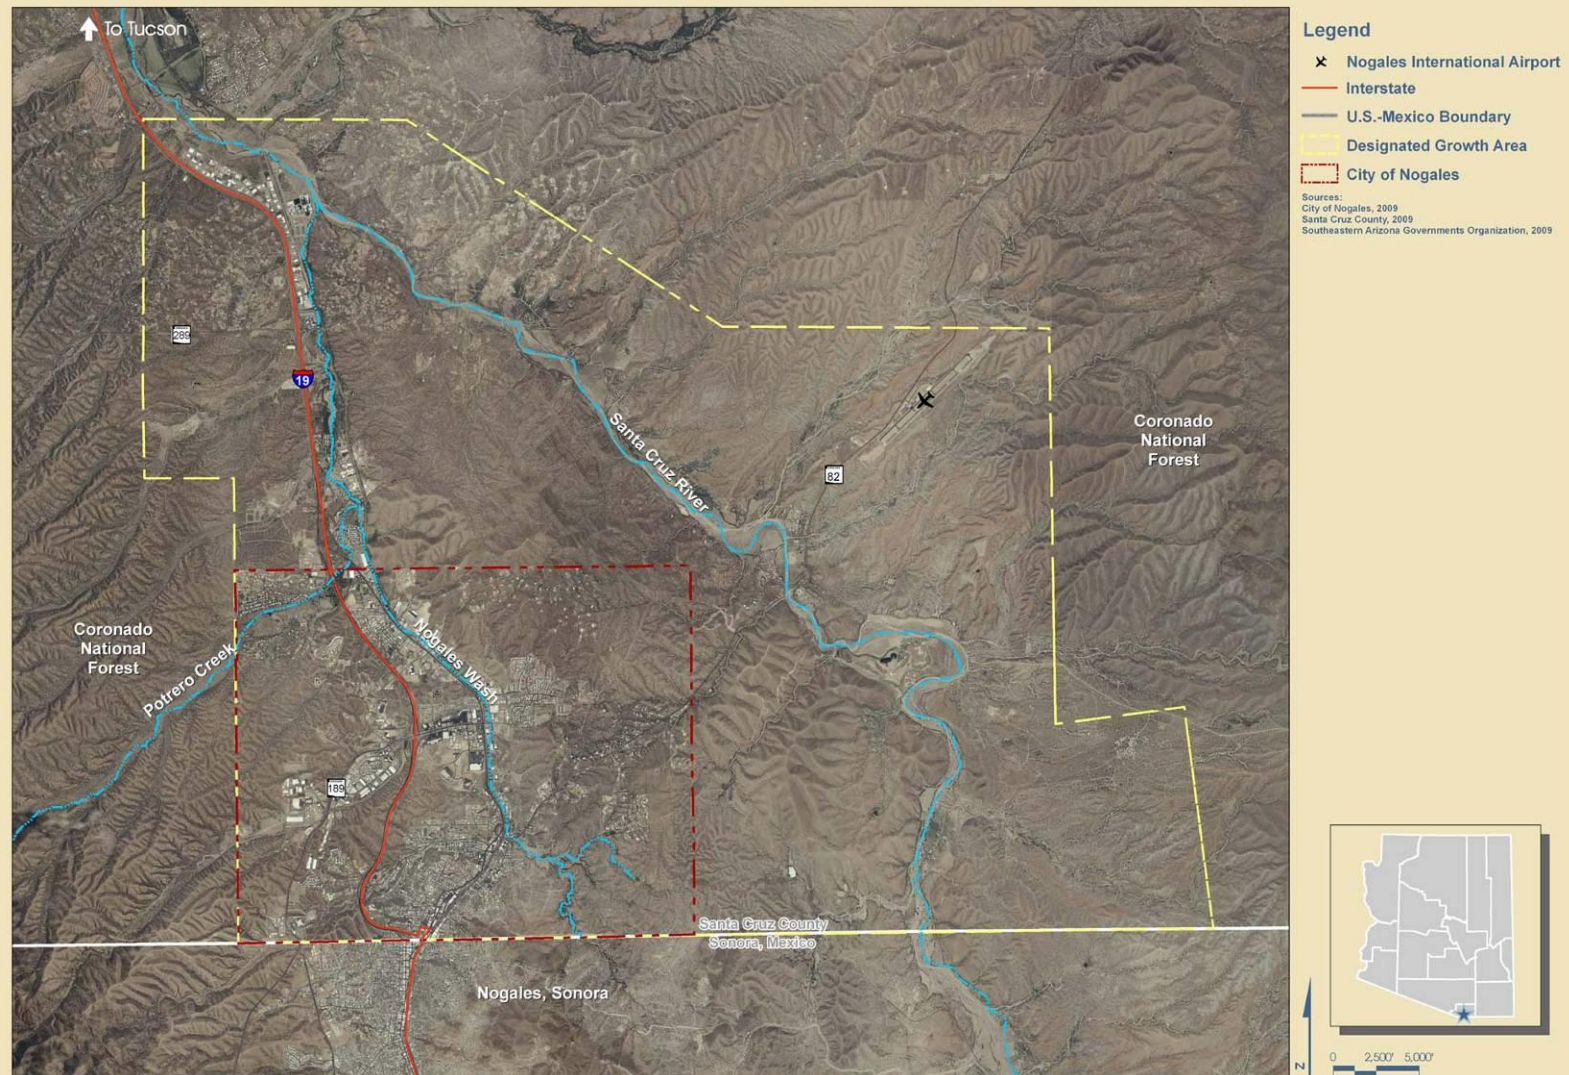 To Tucson
289
19
Santa Cruz River
82
Coronado
National
Forest
Coronado
National
Forest
Potrero Creek
Nogales Wash
189
Santa Cruz County
Sonora, Mexico
Nogales, Sonora
Legend
Nogales International Airport
Interstate
U.S.-Mexico Boundary
Designated Growth Area
City of Nogales
Sources:
City of Nogales, 2009
Santa Cruz County, 2009
Southeastern Arizona Governments Organization, 2009
N
0 2,500' 5,000'